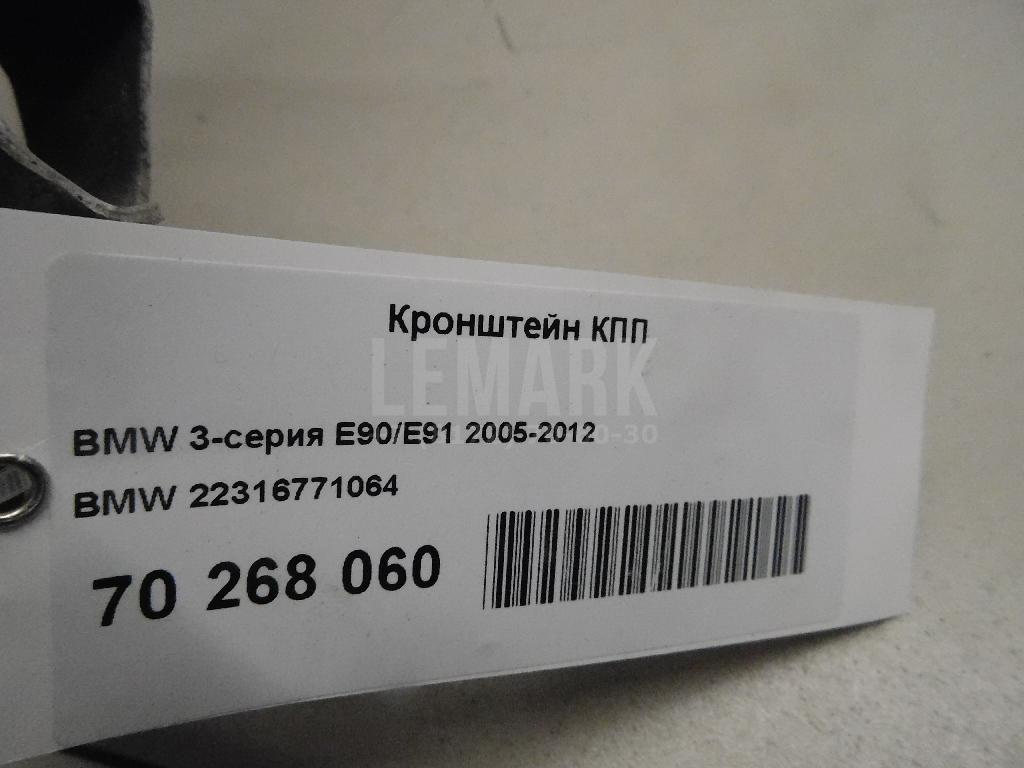 Кронштейн КПП
LEMARK
BMW 3-серия E90/E91 2005-2012
BMW 22316771064
70 268 060